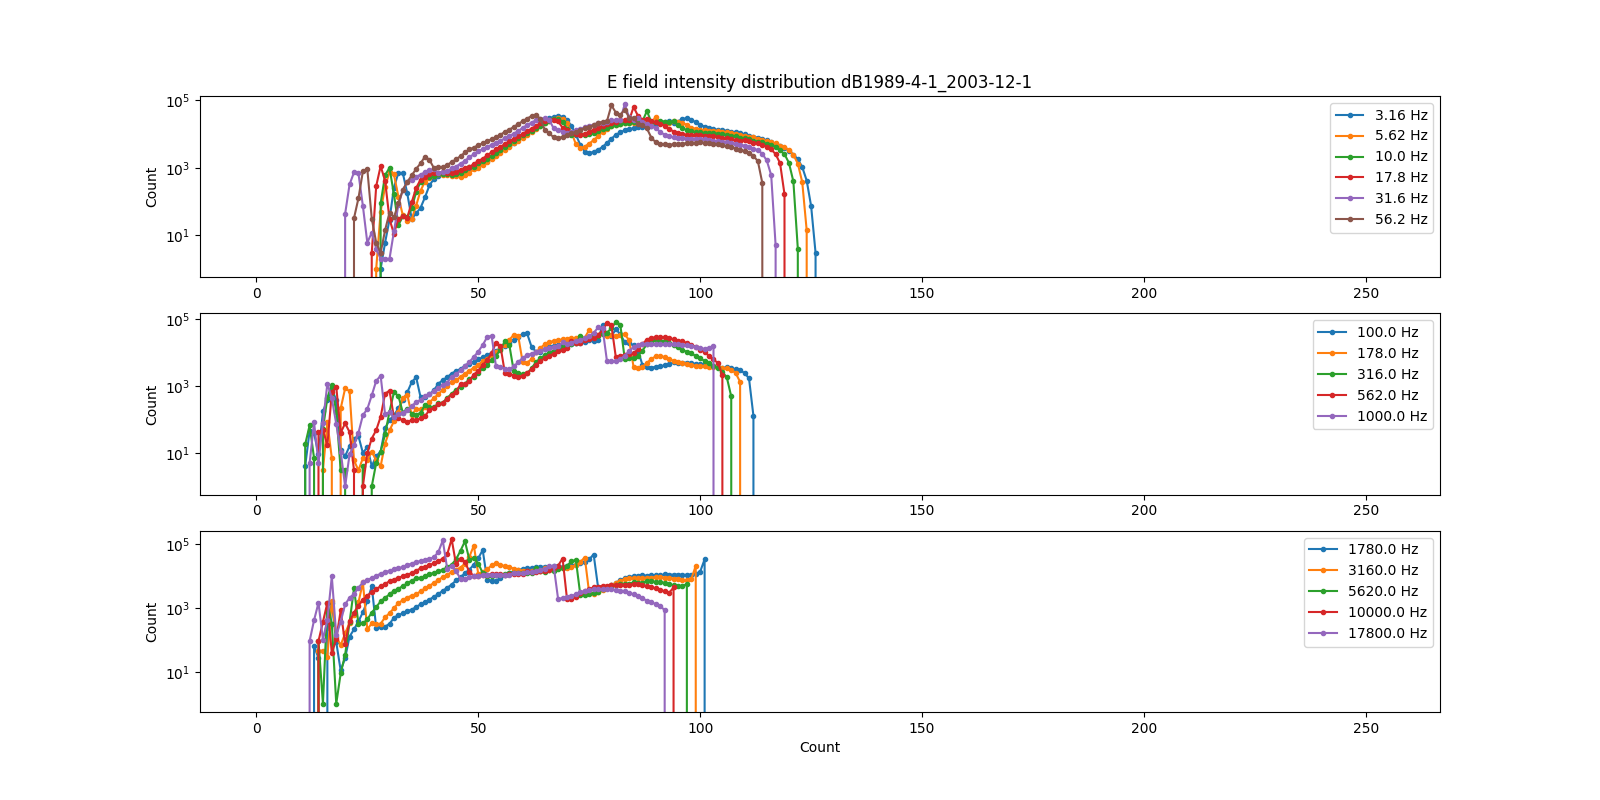 E field intensity distribution dB1989-4-1_2003-12-1
Count
10^5
10^3
10^1
3.16 Hz
5.62 Hz
10.0 Hz
17.8 Hz
31.6 Hz
56.2 Hz
0 50 100 150 200 250
Count
10^5
10^3
10^1
100.0 Hz
178.0 Hz
316.0 Hz
562.0 Hz
1000.0 Hz
0 50 100 150 200 250
Count
10^5
10^3
10^1
1780.0 Hz
3160.0 Hz
5620.0 Hz
10000.0 Hz
17800.0 Hz
0 50 100 150 200 250
Count